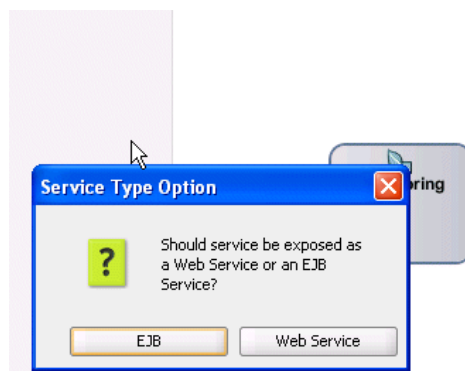 Service Type Option
Should service be exposed as
a Web Service or an EJB
Service?
EJB
Web Service